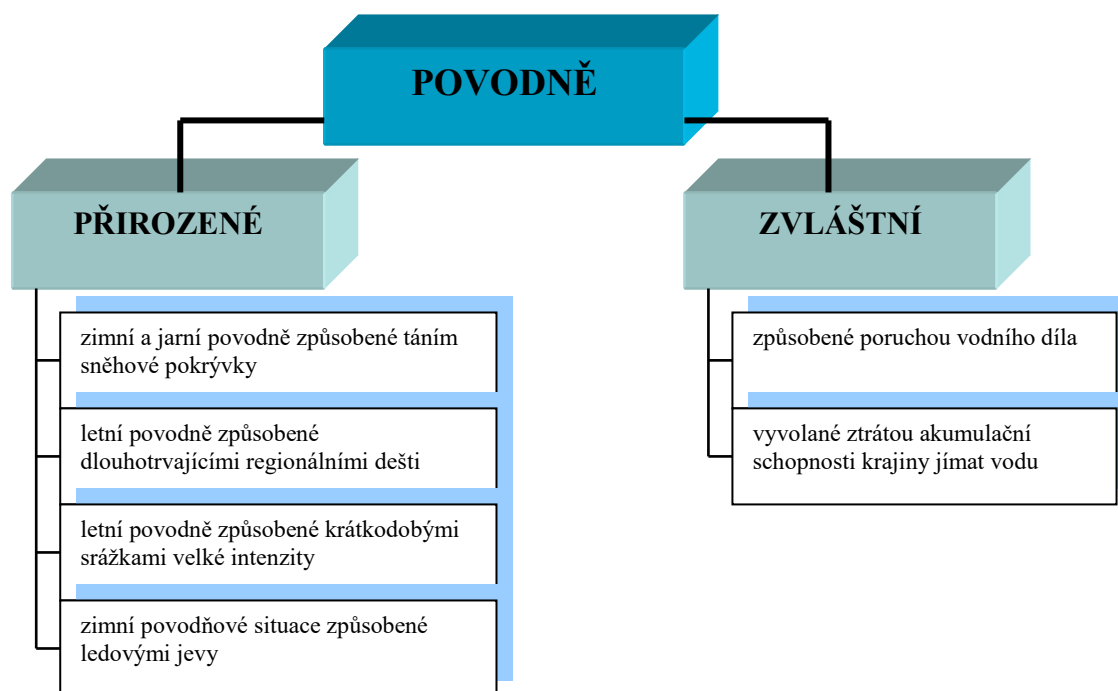 POVODNĚ
PŘIROZENÉ
zimní a jarní povodně způsobené táním
sněhové pokrývky
letní povodně způsobené
dlouhotrvajícími regionálními dešti
letní povodně způsobené krátkodobými
srážkami velké intenzity
zimní povodňové situace způsobené
ledovými jevy
ZVLÁŠTNÍ
způsobené poruchou vodního díla
vyvolané ztrátou akumulační
schopnosti krajiny jímat vodu